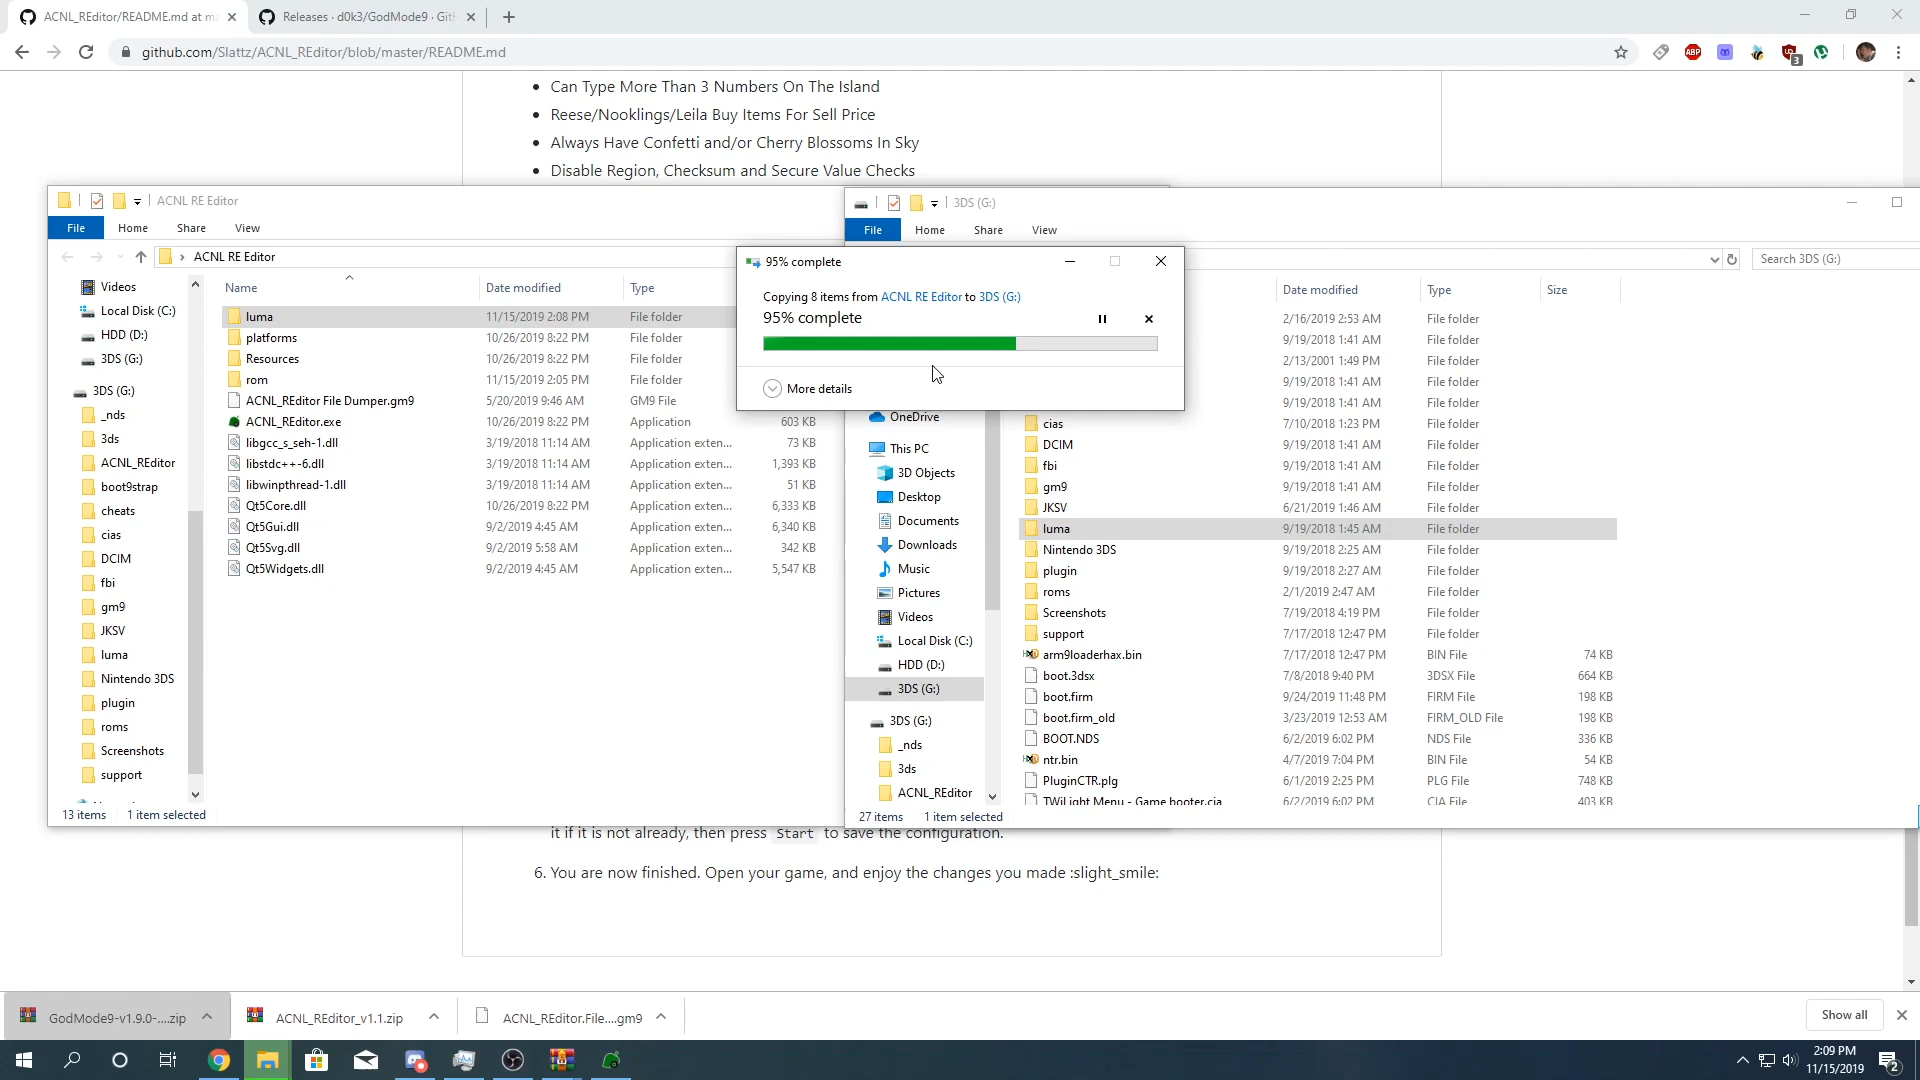 ACNL_REditor/README.md at ma
Releases · d0k3/GodMode9 · Gith
github.com/Slattz/ACNL_REditor/blob/master/README.md
ABP
3
Can Type More Than 3 Numbers On The Island
Reese/Nooklings/Leila Buy Items For Sell Price
Always Have Confetti and/or Cherry Blossoms In Sky
Disable Region, Checksum and Secure Value Checks
ACNL RE Editor
File Home Share View
ACNL RE Editor
Name Date modified Type
Videos
Local Disk (C:)
HDD (D:)
3DS (G:)
3DS (G:)
_nds
3ds
ACNL_REditor
boot9strap
cheats
cias
DCIM
fbi
gm9
JKSV
luma
Nintendo 3DS
plugin
roms
Screenshots
support
luma 11/15/2019 2:08 PM File folder
platforms 10/26/2019 8:22 PM File folder
Resources 10/26/2019 8:22 PM File folder
rom 11/15/2019 2:05 PM File folder
ACNL_REditor File Dumper.gm9 5/20/2019 9:46 AM GM9 File
ACNL_REditor.exe 10/26/2019 8:22 PM Application 603 KB
libgcc_s_seh-1.dll 3/19/2018 11:14 AM Application exten... 73 KB
libstdc++-6.dll 3/19/2018 11:14 AM Application exten... 1,393 KB
libwinpthread-1.dll 3/19/2018 11:14 AM Application exten... 51 KB
Qt5Core.dll 10/26/2019 8:22 PM Application exten... 6,333 KB
Qt5Gui.dll 9/2/2019 4:45 AM Application exten... 6,340 KB
Qt5Svg.dll 9/2/2019 5:58 AM Application exten... 342 KB
Qt5Widgets.dll 9/2/2019 4:45 AM Application exten... 5,547 KB
13 items 1 item selected
95% complete
Copying 8 items from ACNL RE Editor to 3DS (G:)
95% complete
More details
3DS (G:)
File Home Share View
Search 3DS (G:)
Date modified Type Size
OneDrive
This PC
3D Objects
Desktop
Documents
Downloads
Music
Pictures
Videos
Local Disk (C:)
HDD (D:)
3DS (G:)
3DS (G:)
_nds
3ds
ACNL_REditor
2/16/2019 2:53 AM File folder
9/19/2018 1:41 AM File folder
2/13/2001 1:49 PM File folder
9/19/2018 1:41 AM File folder
9/19/2018 1:41 AM File folder
cias 7/10/2018 1:23 PM File folder
DCIM 9/19/2018 1:41 AM File folder
fbi 9/19/2018 1:41 AM File folder
gm9 9/19/2018 1:41 AM File folder
JKSV 6/21/2019 1:46 AM File folder
luma 9/19/2018 1:45 AM File folder
Nintendo 3DS 9/19/2018 2:25 AM File folder
plugin 9/19/2018 2:27 AM File folder
roms 2/1/2019 2:47 AM File folder
Screenshots 7/19/2018 4:19 PM File folder
support 7/17/2018 12:47 PM File folder
arm9loaderhax.bin 7/17/2018 12:47 PM BIN File 74 KB
boot.3dsx 7/8/2018 9:40 PM 3DSX File 664 KB
boot.firm 9/24/2019 11:48 PM FIRM File 198 KB
boot.firm_old 3/23/2019 12:53 AM FIRM_OLD File 198 KB
BOOT.NDS 6/2/2019 6:02 PM NDS File 336 KB
ntr.bin 4/7/2019 7:04 PM BIN File 54 KB
PluginCTR.plg 6/1/2019 2:25 PM PLG File 748 KB
TWiLight Menu - Game booter.cia 6/2/2019 6:02 PM CIA File 403 KB
27 items 1 item selected
it if it is not already, then press Start to save the configuration.
6. You are now finished. Open your game, and enjoy the changes you made :slight_smile:
GodMode9-v1.9.0-....zip
ACNL_REditor_v1.1.zip
ACNL_REditor.File....gm9
Show all
2:09 PM
11/15/2019
2